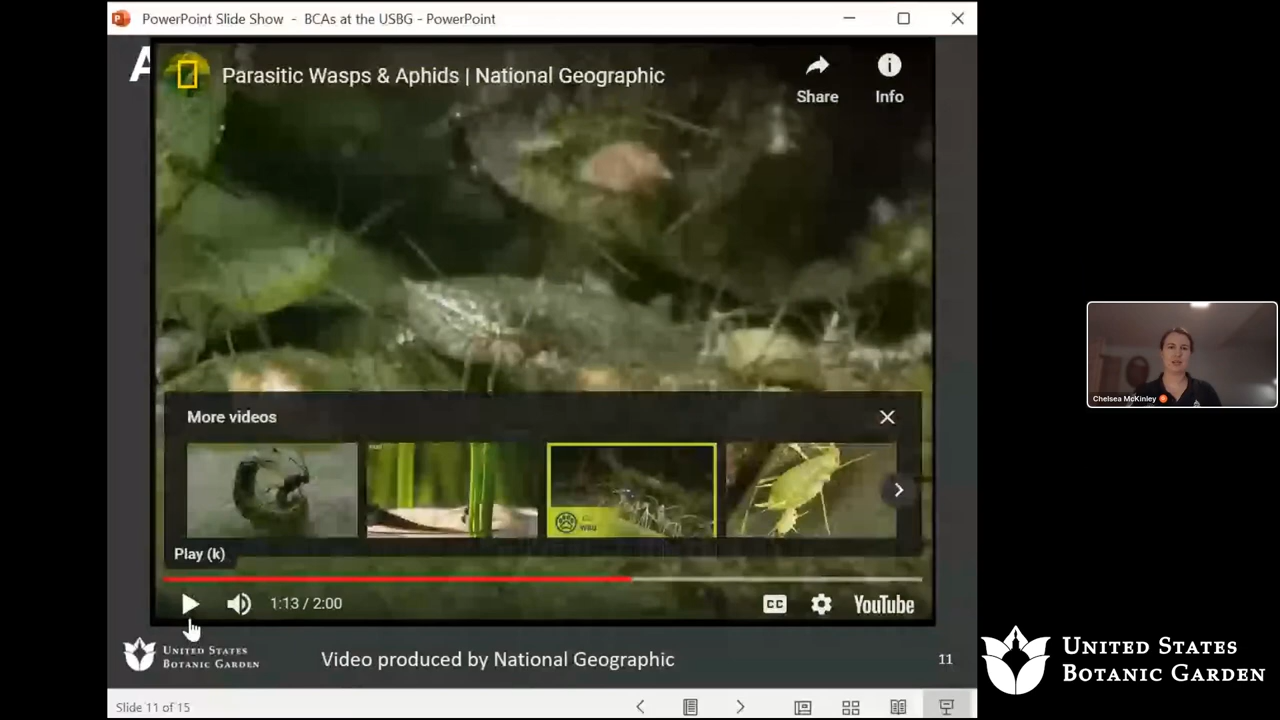 PowerPoint Slide Show - BCAs at the USBG - PowerPoint
A
Parasitic Wasps & Aphids | National Geographic
Share
Info
More videos
Play (k)
1:13 / 2:00
CC
YouTube
UNITED STATES
BOTANIC GARDEN
Video produced by National Geographic
11
Slide 11 of 15
Chelsea McKinley
UNITED STATES
BOTANIC GARDEN